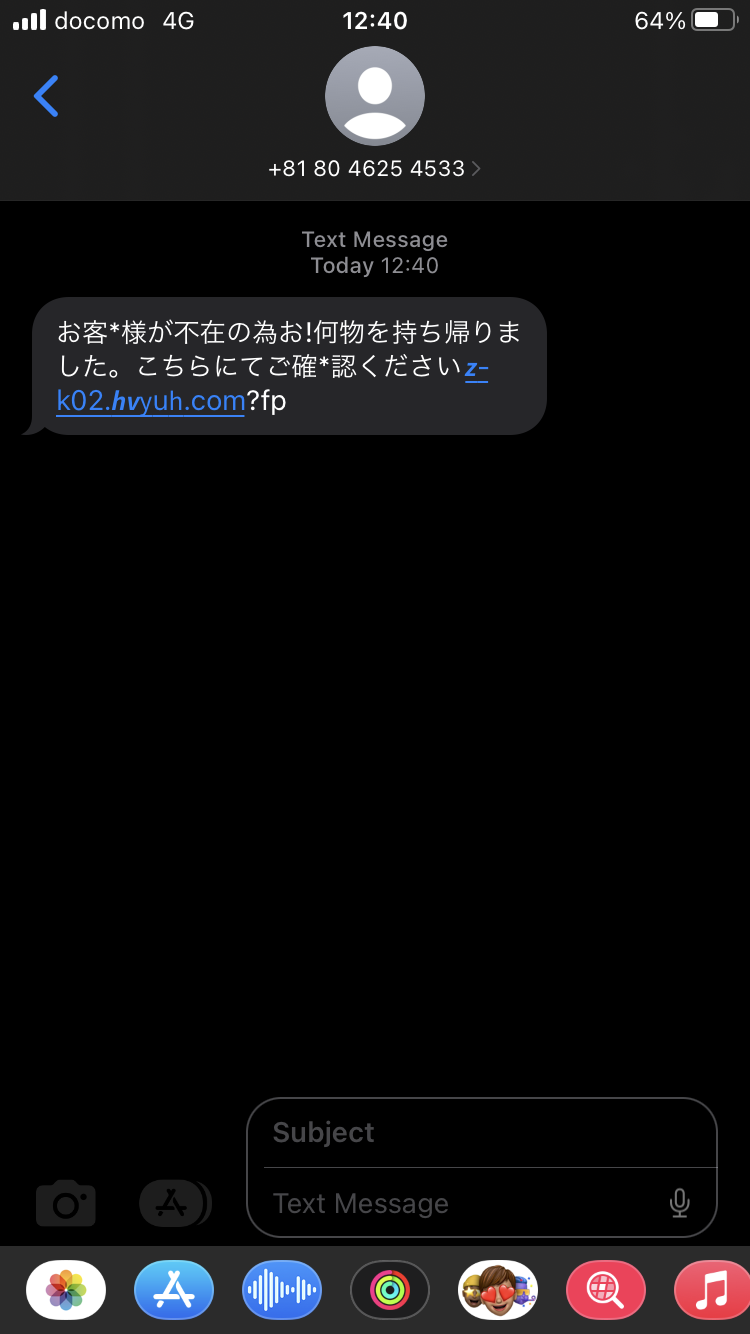 docomo 4G 12:40 64%
+81 80 4625 4533
Text Message
Today 12:40
お客*様が不在の為お!何物を持ち帰りま
した。こちらにてご確*認ください𝙯-
k02.𝙝𝙫yuh.com?fp
Subject
Text Message